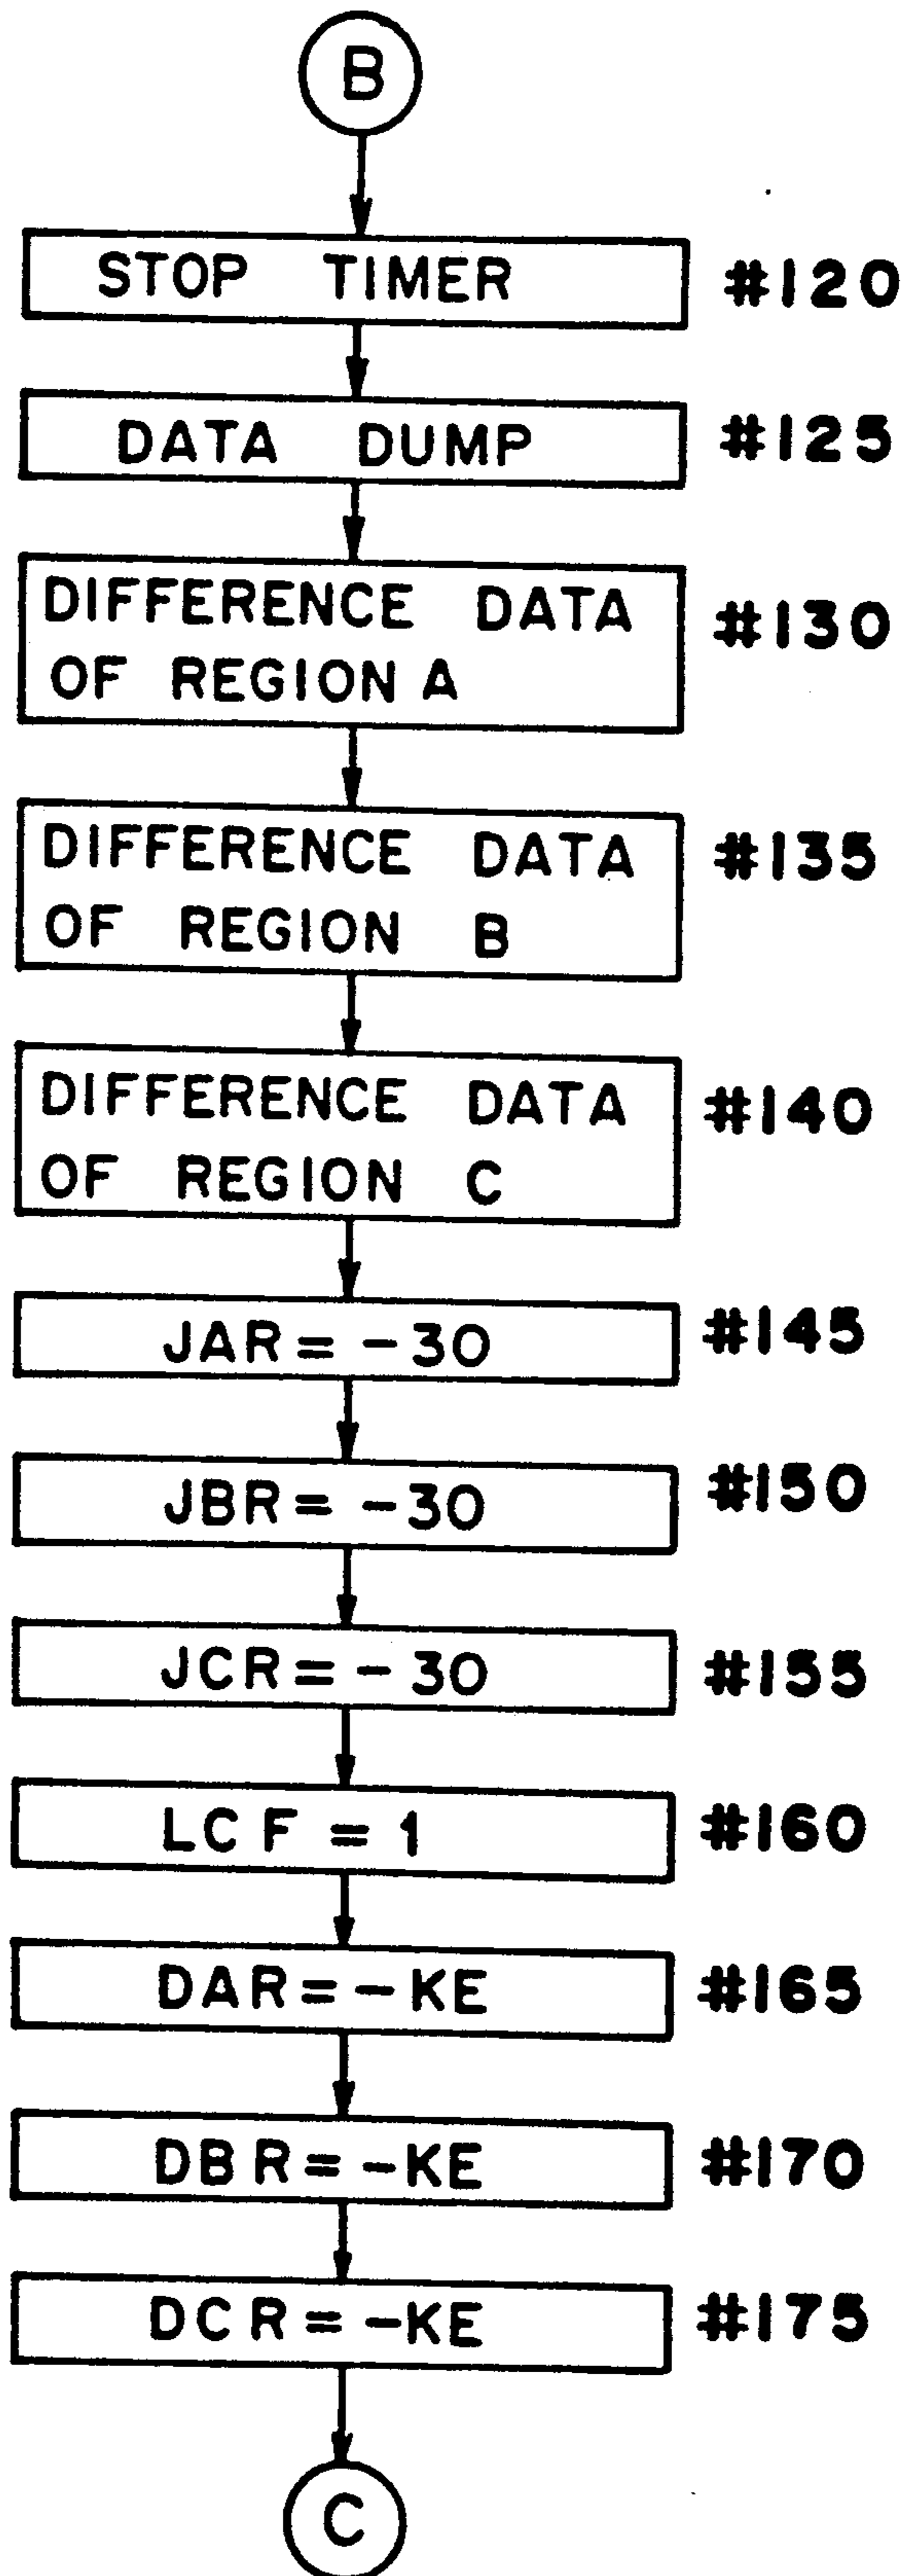 B
STOP TIMER #120
DATA DUMP #125
DIFFERENCE DATA #130
OF REGION A
DIFFERENCE DATA #135
OF REGION B
DIFFERENCE DATA #140
OF REGION C
JAR = -30 #145
JBR = -30 #150
JCR = -30 #155
LCF = 1 #160
DAR = -KE #165
DBR = -KE #170
DCR = -KE #175
C